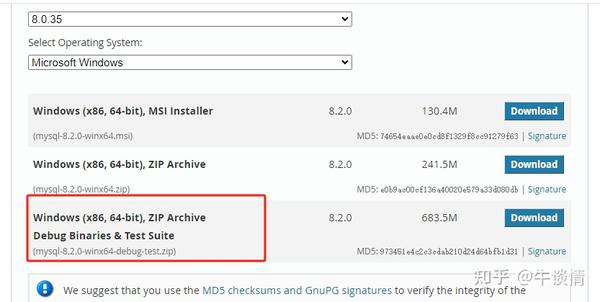 8.0.35
Select Operating System:
Microsoft Windows
Windows (x86, 64-bit), MSI Installer 8.2.0 130.4M Download
(mysql-8.2.0-winx64.msi) MD5: 74654eaae0e0cd8f1329f8cc91279f63 | Signature
Windows (x86, 64-bit), ZIP Archive 8.2.0 241.5M Download
(mysql-8.2.0-winx64.zip) MD5: e0b9ac00cf136a40020e579a33d080db | Signature
Windows (x86, 64-bit), ZIP Archive 8.2.0 683.5M Download
Debug Binaries & Test Suite
(mysql-8.2.0-winx64-debug-test.zip) MD5: 973451e4c2c3cdab210d24d64bfb1d31 | Signature
We suggest that you use the MD5 checksums and GnuPG signatures to verify the integrity of the
知乎 @牛谈情